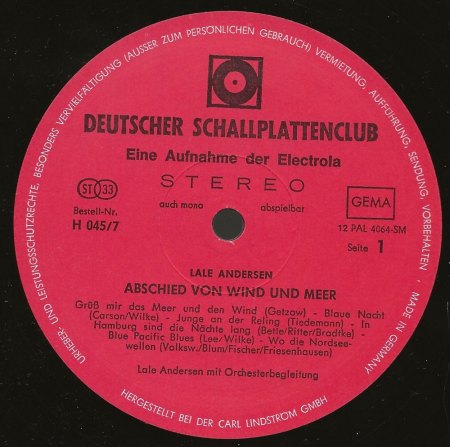 URHEBER- UND LEISTUNGSSCHUTZRECHTE, BESONDERS VERVIELFÄLTIGUNG (AUSSER ZUM PERSÖNLICHEN GEBRAUCH) VERMIETUNG, AUFFÜHRUNG, SENDUNG, VORBEHALTEN · MADE IN GERMANY
DEUTSCHER SCHALLPLATTENCLUB
Eine Aufnahme der Electrola
STEREO
auch mono abspielbar
ST 33
Bestell-Nr.
H 045/7
GEMA
12 PAL 4064-SM
Seite 1
LALE ANDERSEN
ABSCHIED VON WIND UND MEER
Grüß mir das Meer und den Wind (Getzow) - Blaue Nacht
(Carson/Wilke) - Junge an der Reling (Tiedemann) - In
Hamburg sind die Nächte lang (Betle/Ritter/Bradtke) -
Blue Pacific Blues (Lee/Wilke) - Wo die Nordsee-
wellen (Volksw./Blum/Fischer/Friesenhausen)
Lale Andersen mit Orchesterbegleitung
HERGESTELLT BEI DER CARL LINDSTRÖM GMBH